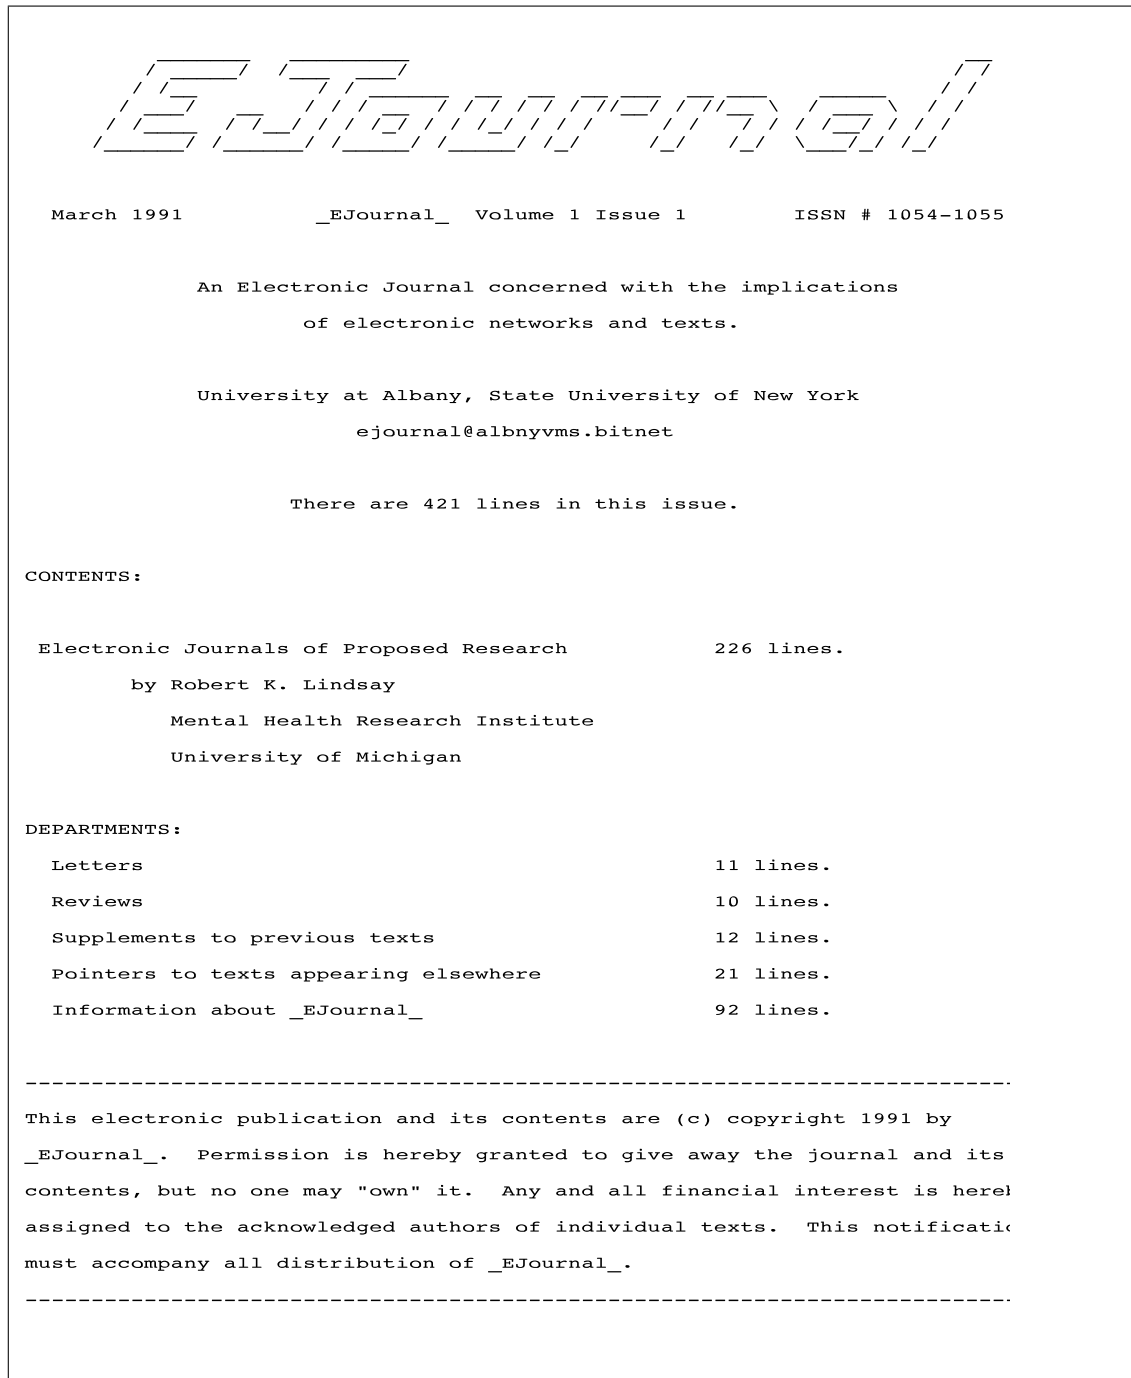 EJournal
March 1991 _EJournal_ Volume 1 Issue 1 ISSN # 1054-1055
An Electronic Journal concerned with the implications
of electronic networks and texts.
University at Albany, State University of New York
ejournal@albnyvms.bitnet
There are 421 lines in this issue.
CONTENTS:
Electronic Journals of Proposed Research 226 lines.
by Robert K. Lindsay
Mental Health Research Institute
University of Michigan
DEPARTMENTS:
Letters 11 lines.
Reviews 10 lines.
Supplements to previous texts 12 lines.
Pointers to texts appearing elsewhere 21 lines.
Information about _EJournal_ 92 lines.
This electronic publication and its contents are (c) copyright 1991 by
_EJournal_. Permission is hereby granted to give away the journal and its
contents, but no one may "own" it. Any and all financial interest is
assigned to the acknowledged authors of individual texts. This
must accompany all distribution of _EJournal_.